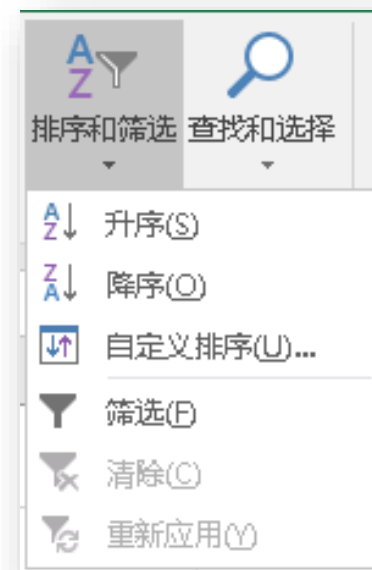 排序和筛选 查找和选择
升序(S)
降序(O)
自定义排序(U)...
筛选(F)
清除(C)
重新应用(Y)